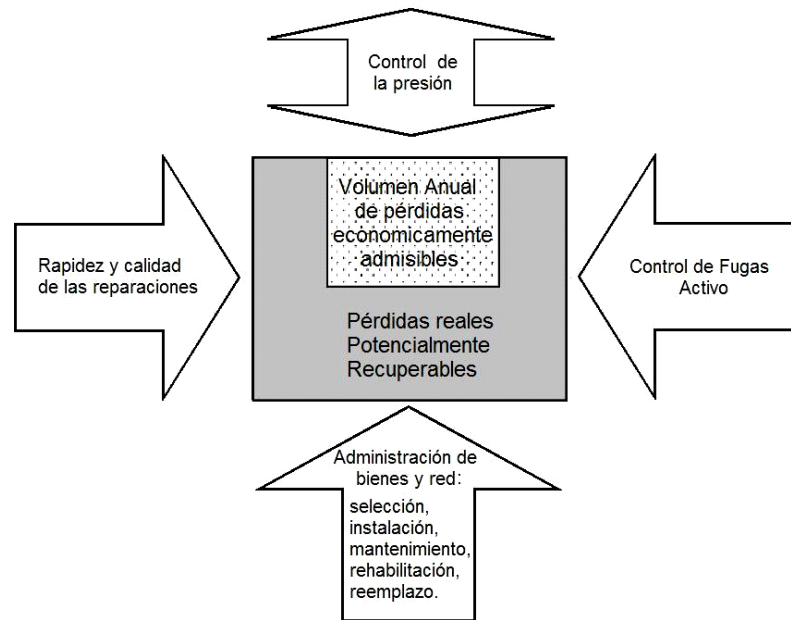 Control de
la presión
Volumen Anual
de pérdidas
economicamente
admisibles
Rapidez y calidad
de las reparaciones
Control de Fugas
Activo
Pérdidas reales
Potencialmente
Recuperables
Administración de
bienes y red:
selección,
instalación,
mantenimiento,
rehabilitación,
reemplazo.